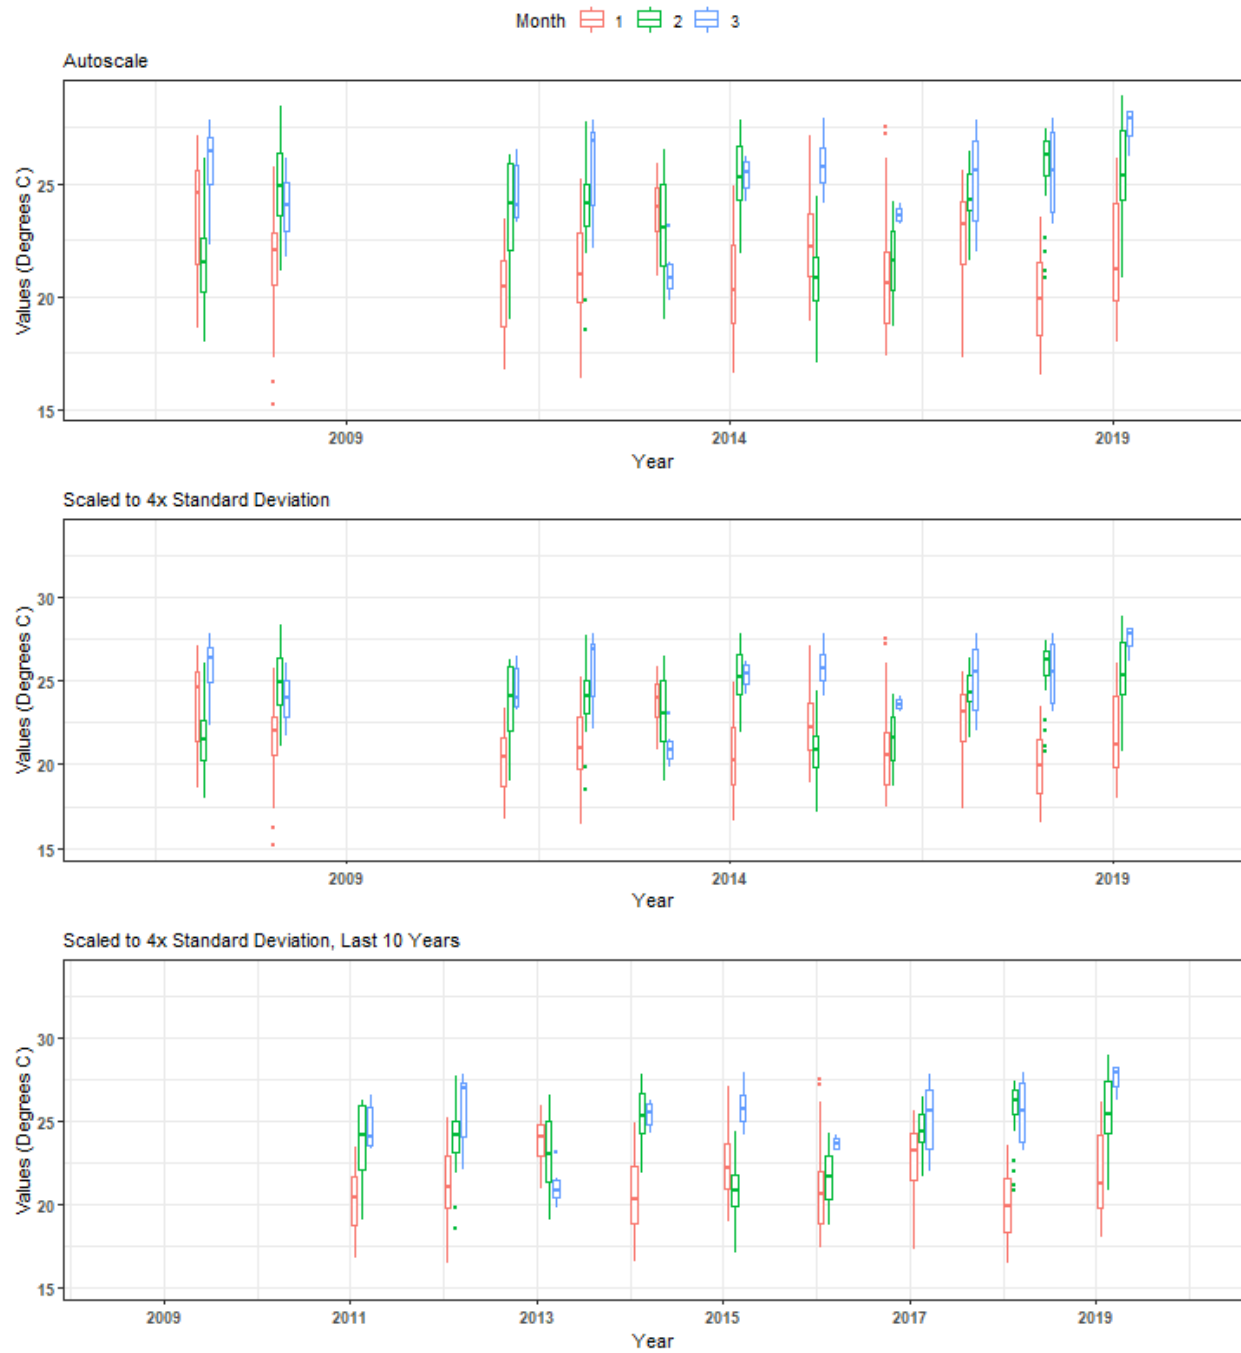 Month 1 2 3
Autoscale
Values (Degrees C)
25
20
15
2009 2014 2019
Year
Scaled to 4x Standard Deviation
Values (Degrees C)
30
25
20
15
2009 2014 2019
Year
Scaled to 4x Standard Deviation, Last 10 Years
Values (Degrees C)
30
25
20
15
2009 2011 2013 2015 2017 2019
Year